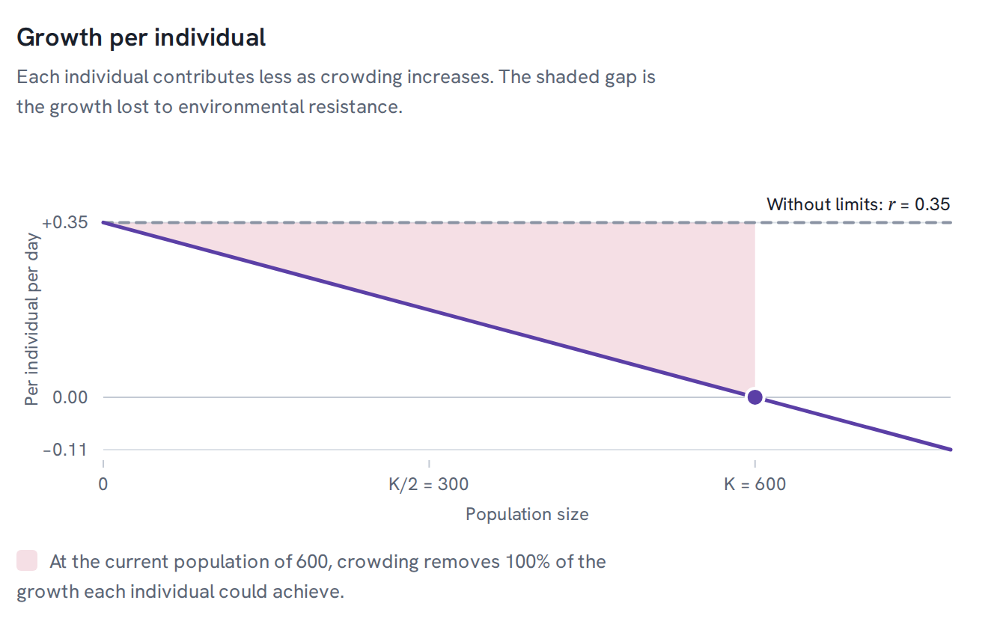 Growth per individual
Each individual contributes less as crowding increases. The shaded gap is
the growth lost to environmental resistance.
Without limits: r = 0.35
+0.35
Per individual per day
0.00
−0.11
0
K/2 = 300
K = 600
Population size
At the current population of 600, crowding removes 100% of the
growth each individual could achieve.